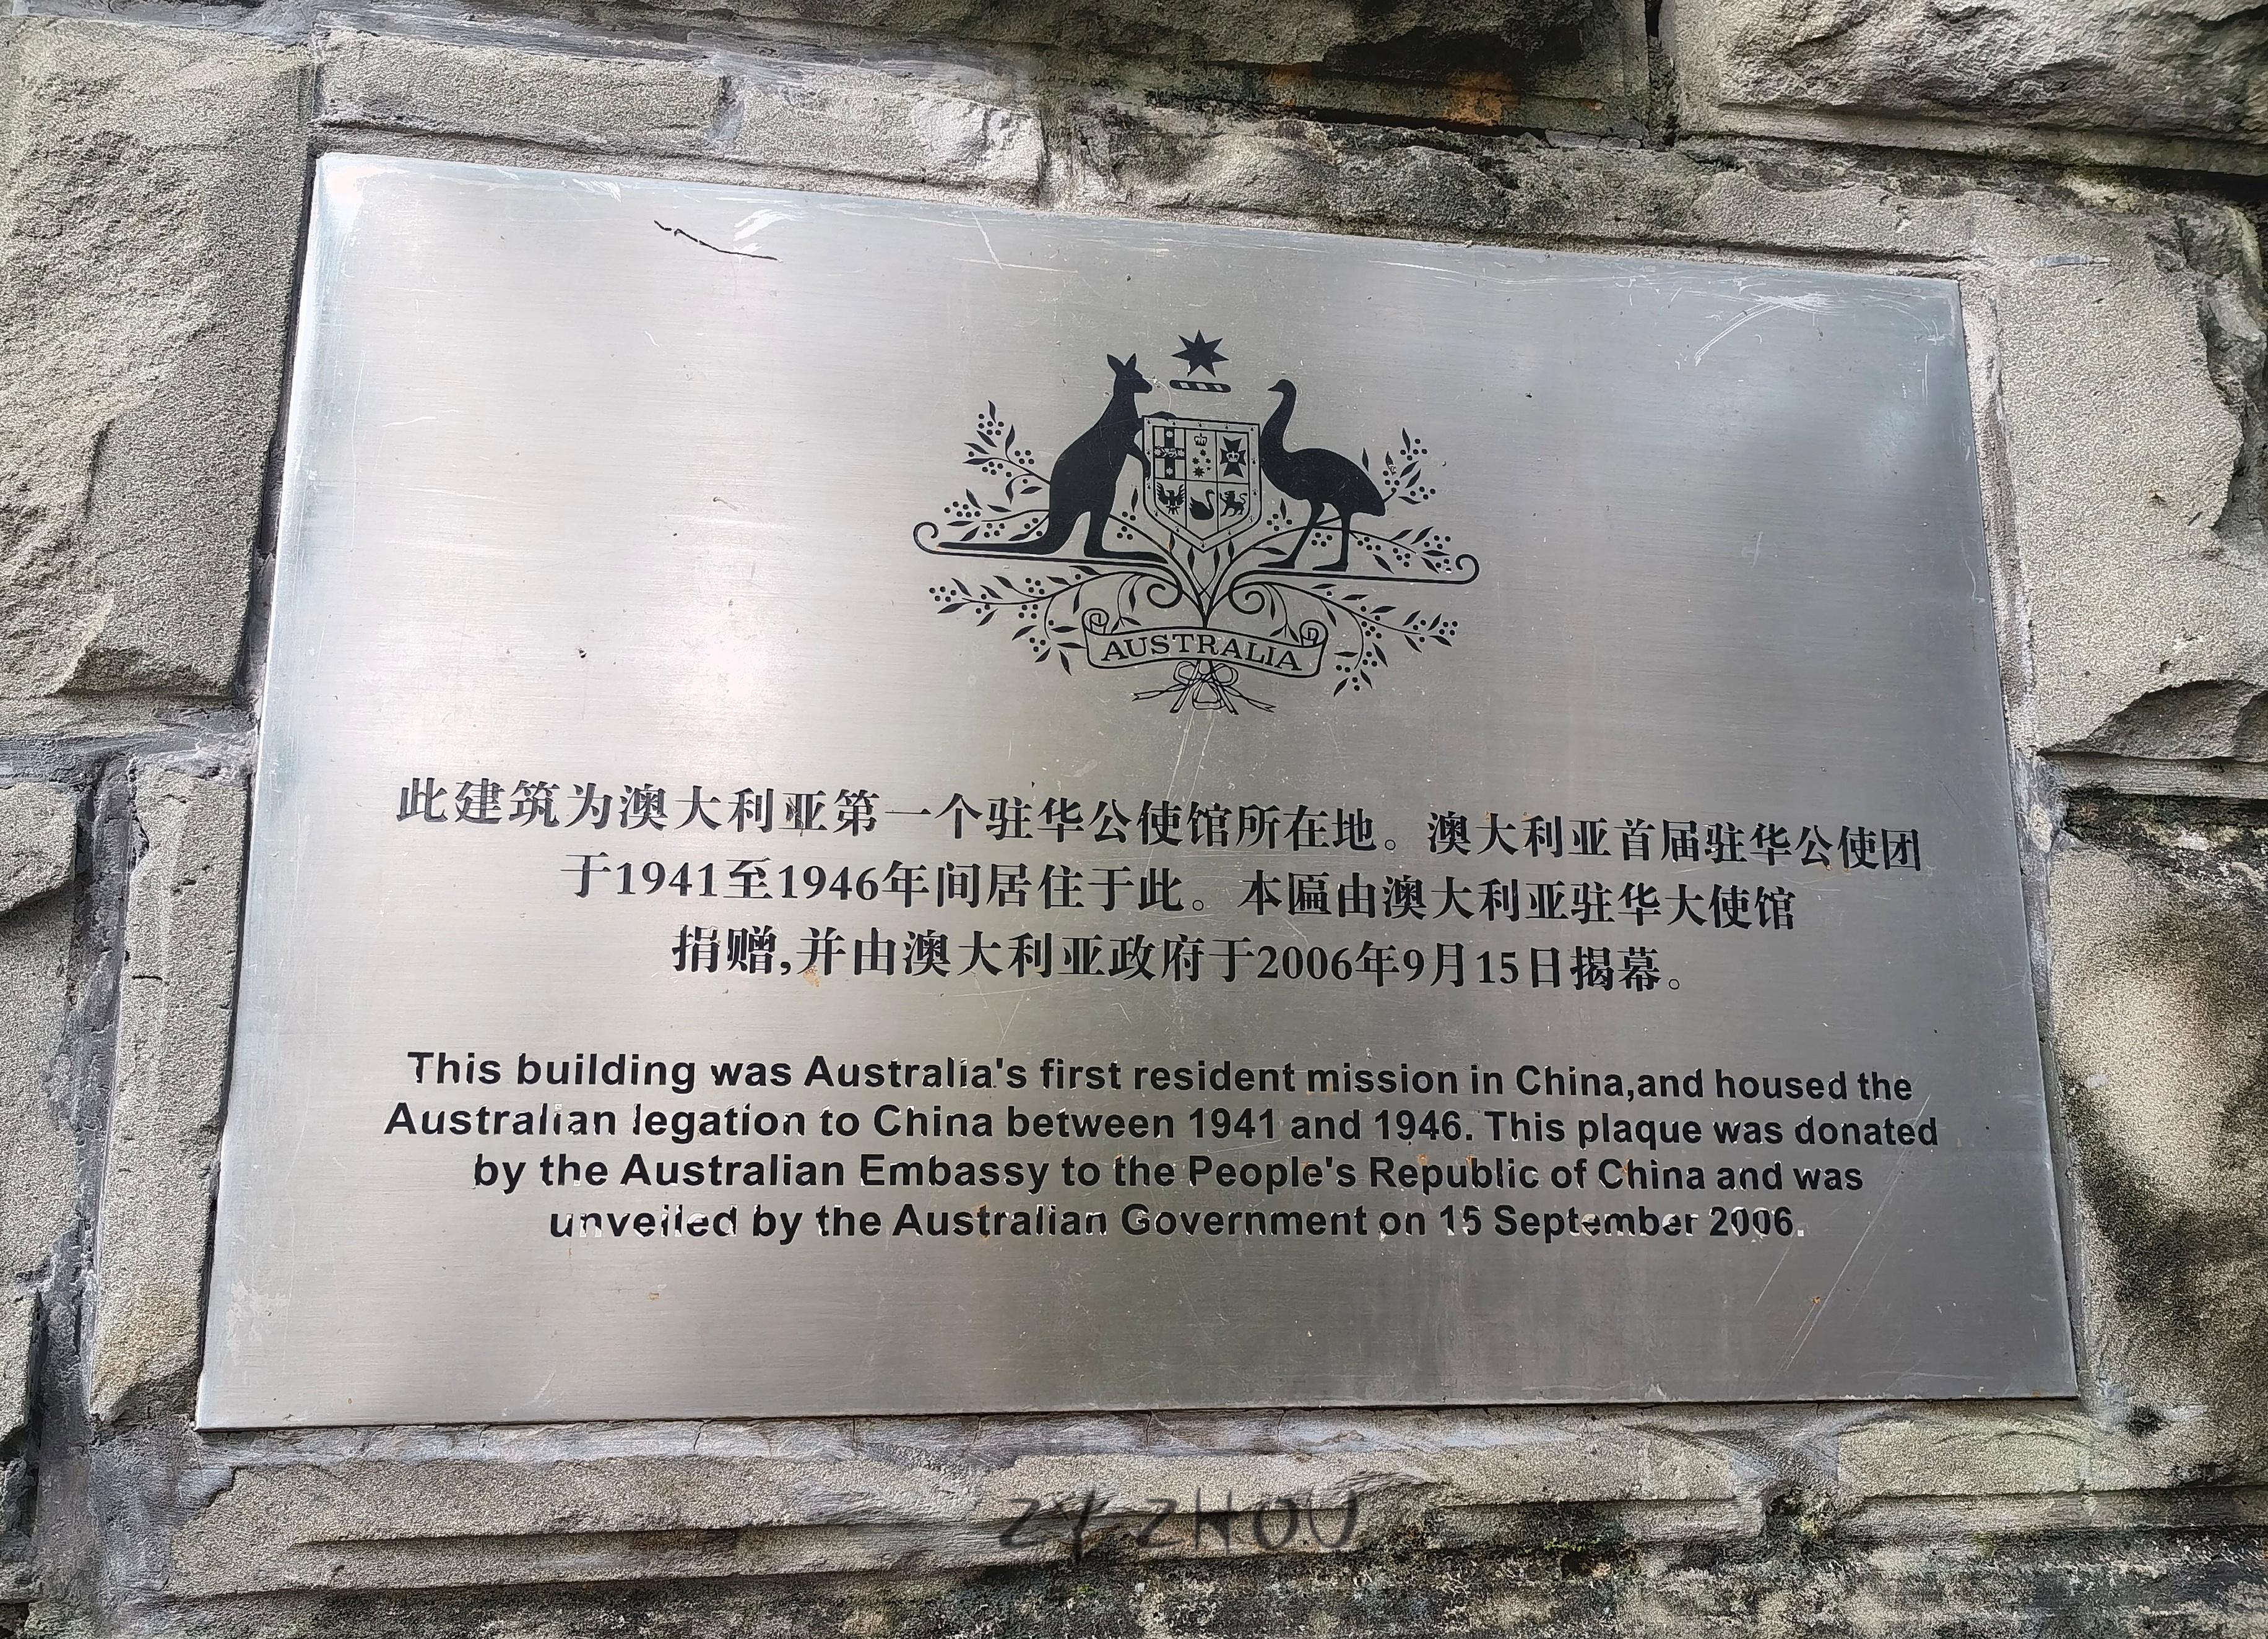 AUSTRALIA
此建筑为澳大利亚第一个驻华公使馆所在地。澳大利亚首届驻华公使团
于1941至1946年间居住于此。本匾由澳大利亚驻华大使馆
捐赠,并由澳大利亚政府于2006年9月15日揭幕。
This building was Australia's first resident mission in China,and housed the
Australian legation to China between 1941 and 1946. This plaque was donated
by the Australian Embassy to the People's Republic of China and was
unveiled by the Australian Government on 15 September 2006.
ZY.ZHOU